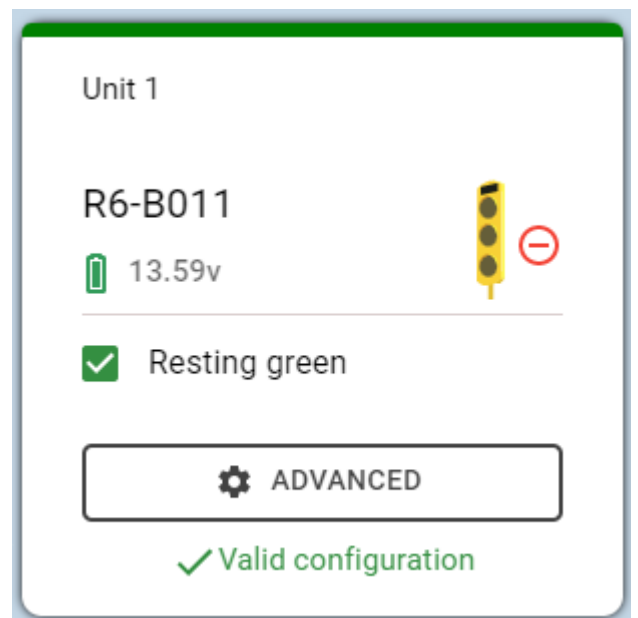 Unit 1
R6-B011
13.59v
Resting green
ADVANCED
Valid configuration